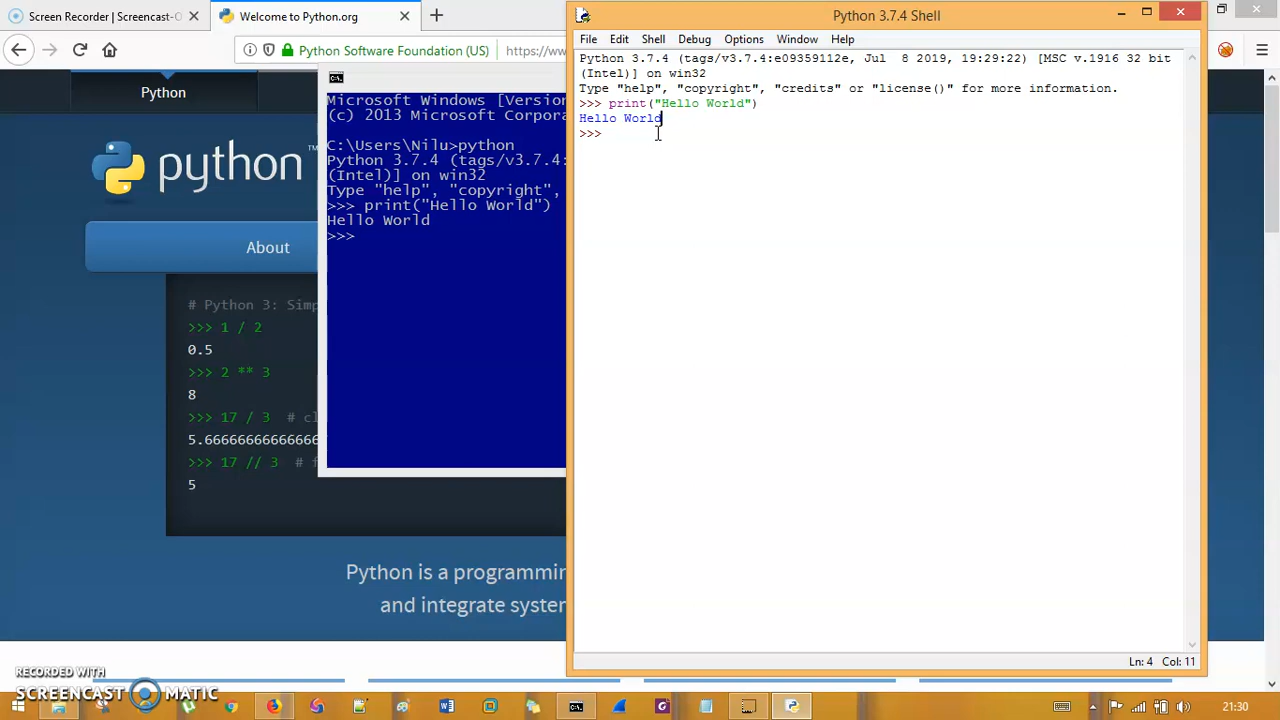 Screen Recorder | Screencast-O
Welcome to Python.org
Python Software Foundation (US)
https://ww
Python
python™
About
# Python 3: Simp
>>> 1 / 2
0.5
>>> 2 ** 3
8
>>> 17 / 3 # cl
5.66666666666666
>>> 17 // 3 # f
5
Python is a programmin
and integrate system
Microsoft Windows [Version
(c) 2013 Microsoft Corpora
C:\Users\Nilu>python
Python 3.7.4 (tags/v3.7.4:
(Intel)] on win32
Type "help", "copyright",
>>> print("Hello World")
Hello World
>>>
Python 3.7.4 Shell
File Edit Shell Debug Options Window Help
Python 3.7.4 (tags/v3.7.4:e09359112e, Jul  8 2019, 19:29:22) [MSC v.1916 32 bit
(Intel)] on win32
Type "help", "copyright", "credits" or "license()" for more information.
>>> print("Hello World")
Hello World
>>>
Ln: 4 Col: 11
RECORDED WITH
SCREENCAST MATIC
21:30